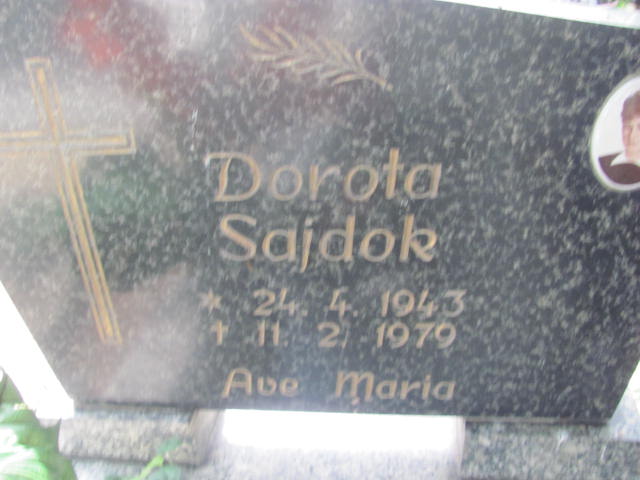 Dorota
Sajdok
* 24. 4. 1943
† 11. 2. 1979
Ave Maria